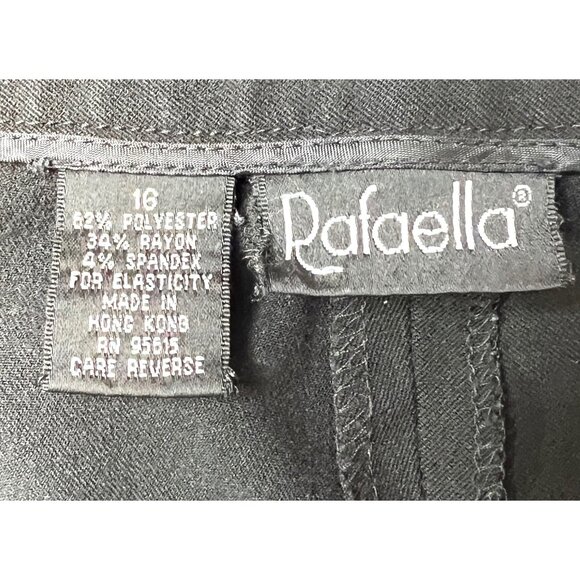 16
62% POLYESTER
34% RAYON
4% SPANDEX
FOR ELASTICITY
MADE IN
HONG KONG
RN 95615
CARE REVERSE
Rafaella®